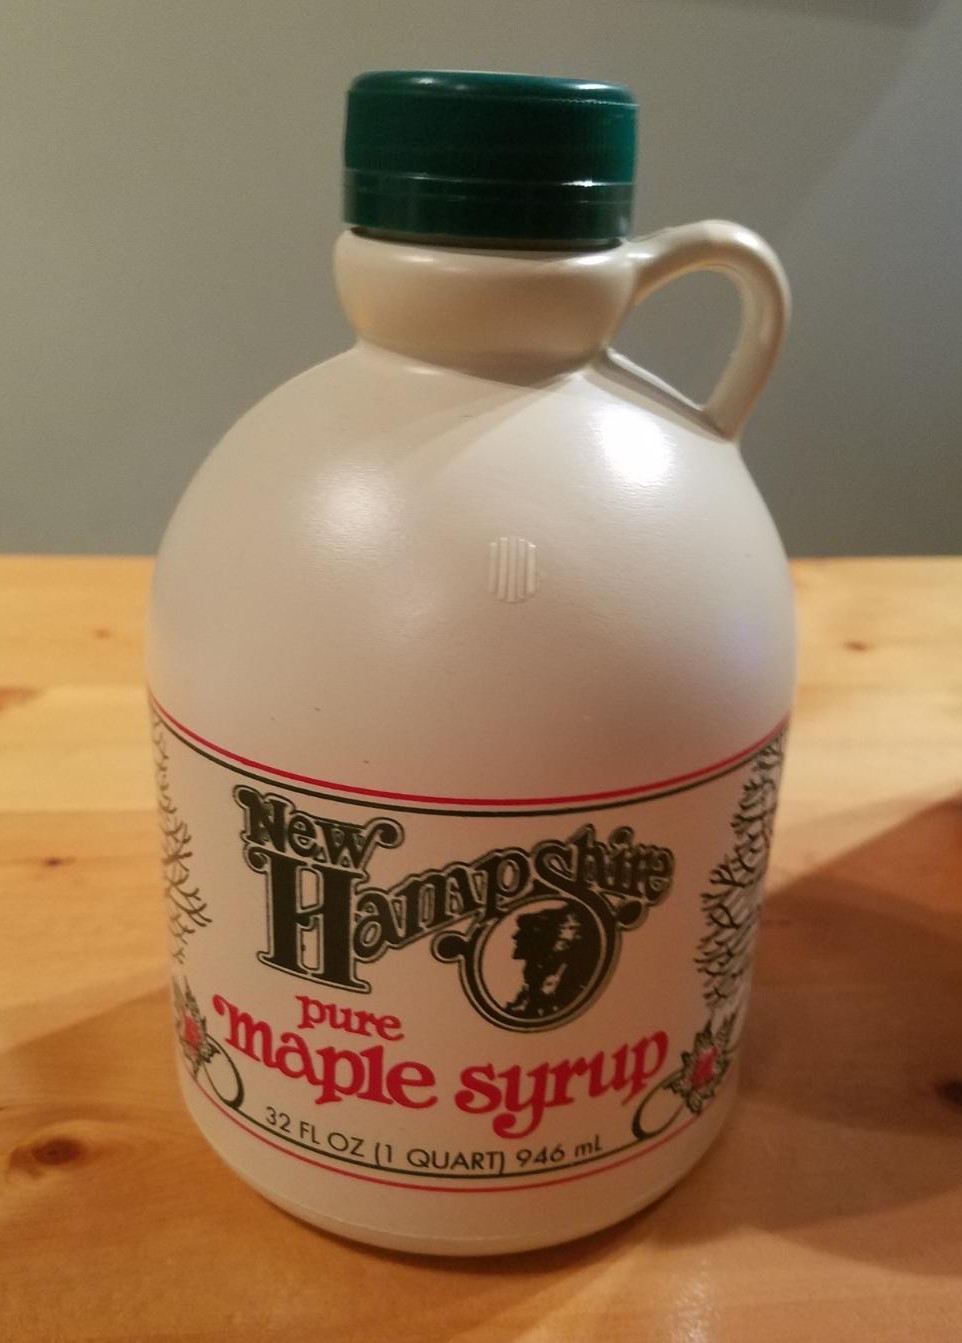 New
Hampshire
pure
maple syrup
32 FL OZ (1 QUART) 946 mL